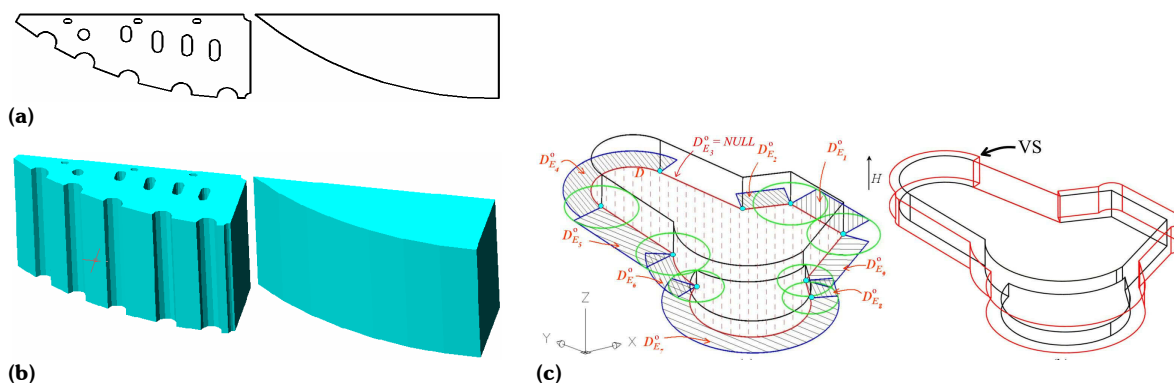 (a)
(b)
D°E₃ = NULL
D°E₂
D°E₁
D°E₄
D
H
VS
D°E₅
D°E₆
D°E₉
D°E₈
Z
Y
X
D°E₇
(c)